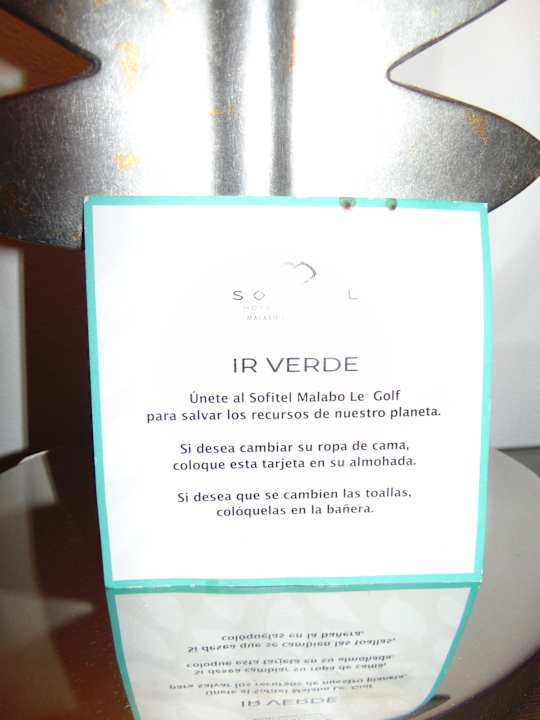 IR VERDE
Únete al Sofitel Malabo Le Golf
para salvar los recursos de nuestro planeta.
Si desea cambiar su ropa de cama,
coloque esta tarjeta en su almohada.
Si desea que se cambien las toallas,
colóquelas en la bañera.